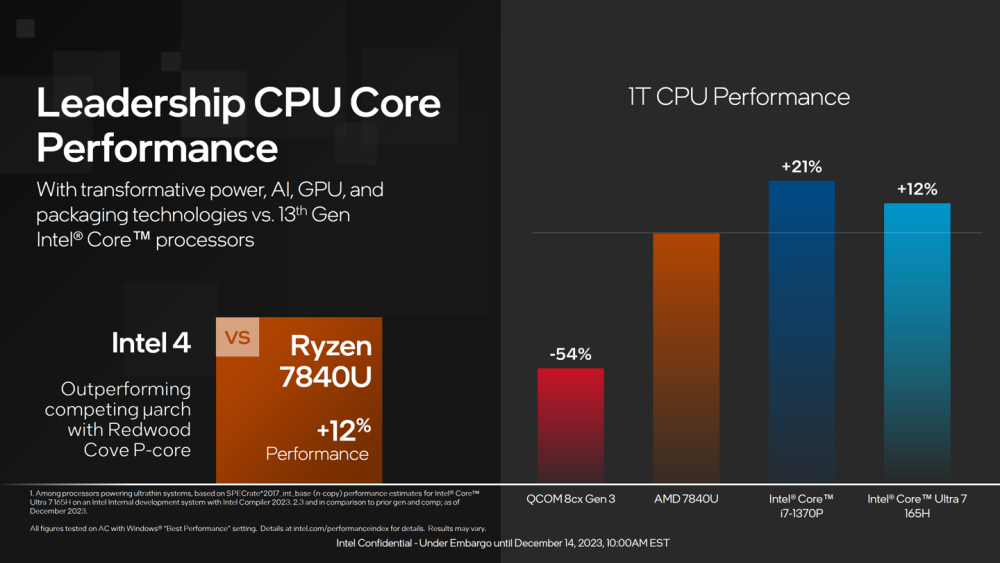 Leadership CPU Core
Performance
With transformative power, AI, GPU, and
packaging technologies vs. 13th Gen
Intel® Core™ processors
Intel 4
Outperforming
competing µarch
with Redwood
Cove P-core
VS
Ryzen
7840U
+12%
Performance
1T CPU Performance
-54%
+21%
+12%
QCOM 8cx Gen 3
AMD 7840U
Intel® Core™
i7-1370P
Intel® Core™ Ultra 7
165H
1. Among processors powering ultrathin systems, based on SPECrate*2017_int_base (n-copy) performance estimates for Intel® Core™
Ultra 7 165H on an Intel Internal development system with Intel Compiler 2023. 2.3 and in comparison to prior gen and comp; as of
December 2023.
All figures tested on AC with Windows® "Best Performance" setting. Details at intel.com/performanceindex for details. Results may vary.
Intel Confidential - Under Embargo until December 14, 2023, 10:00AM EST